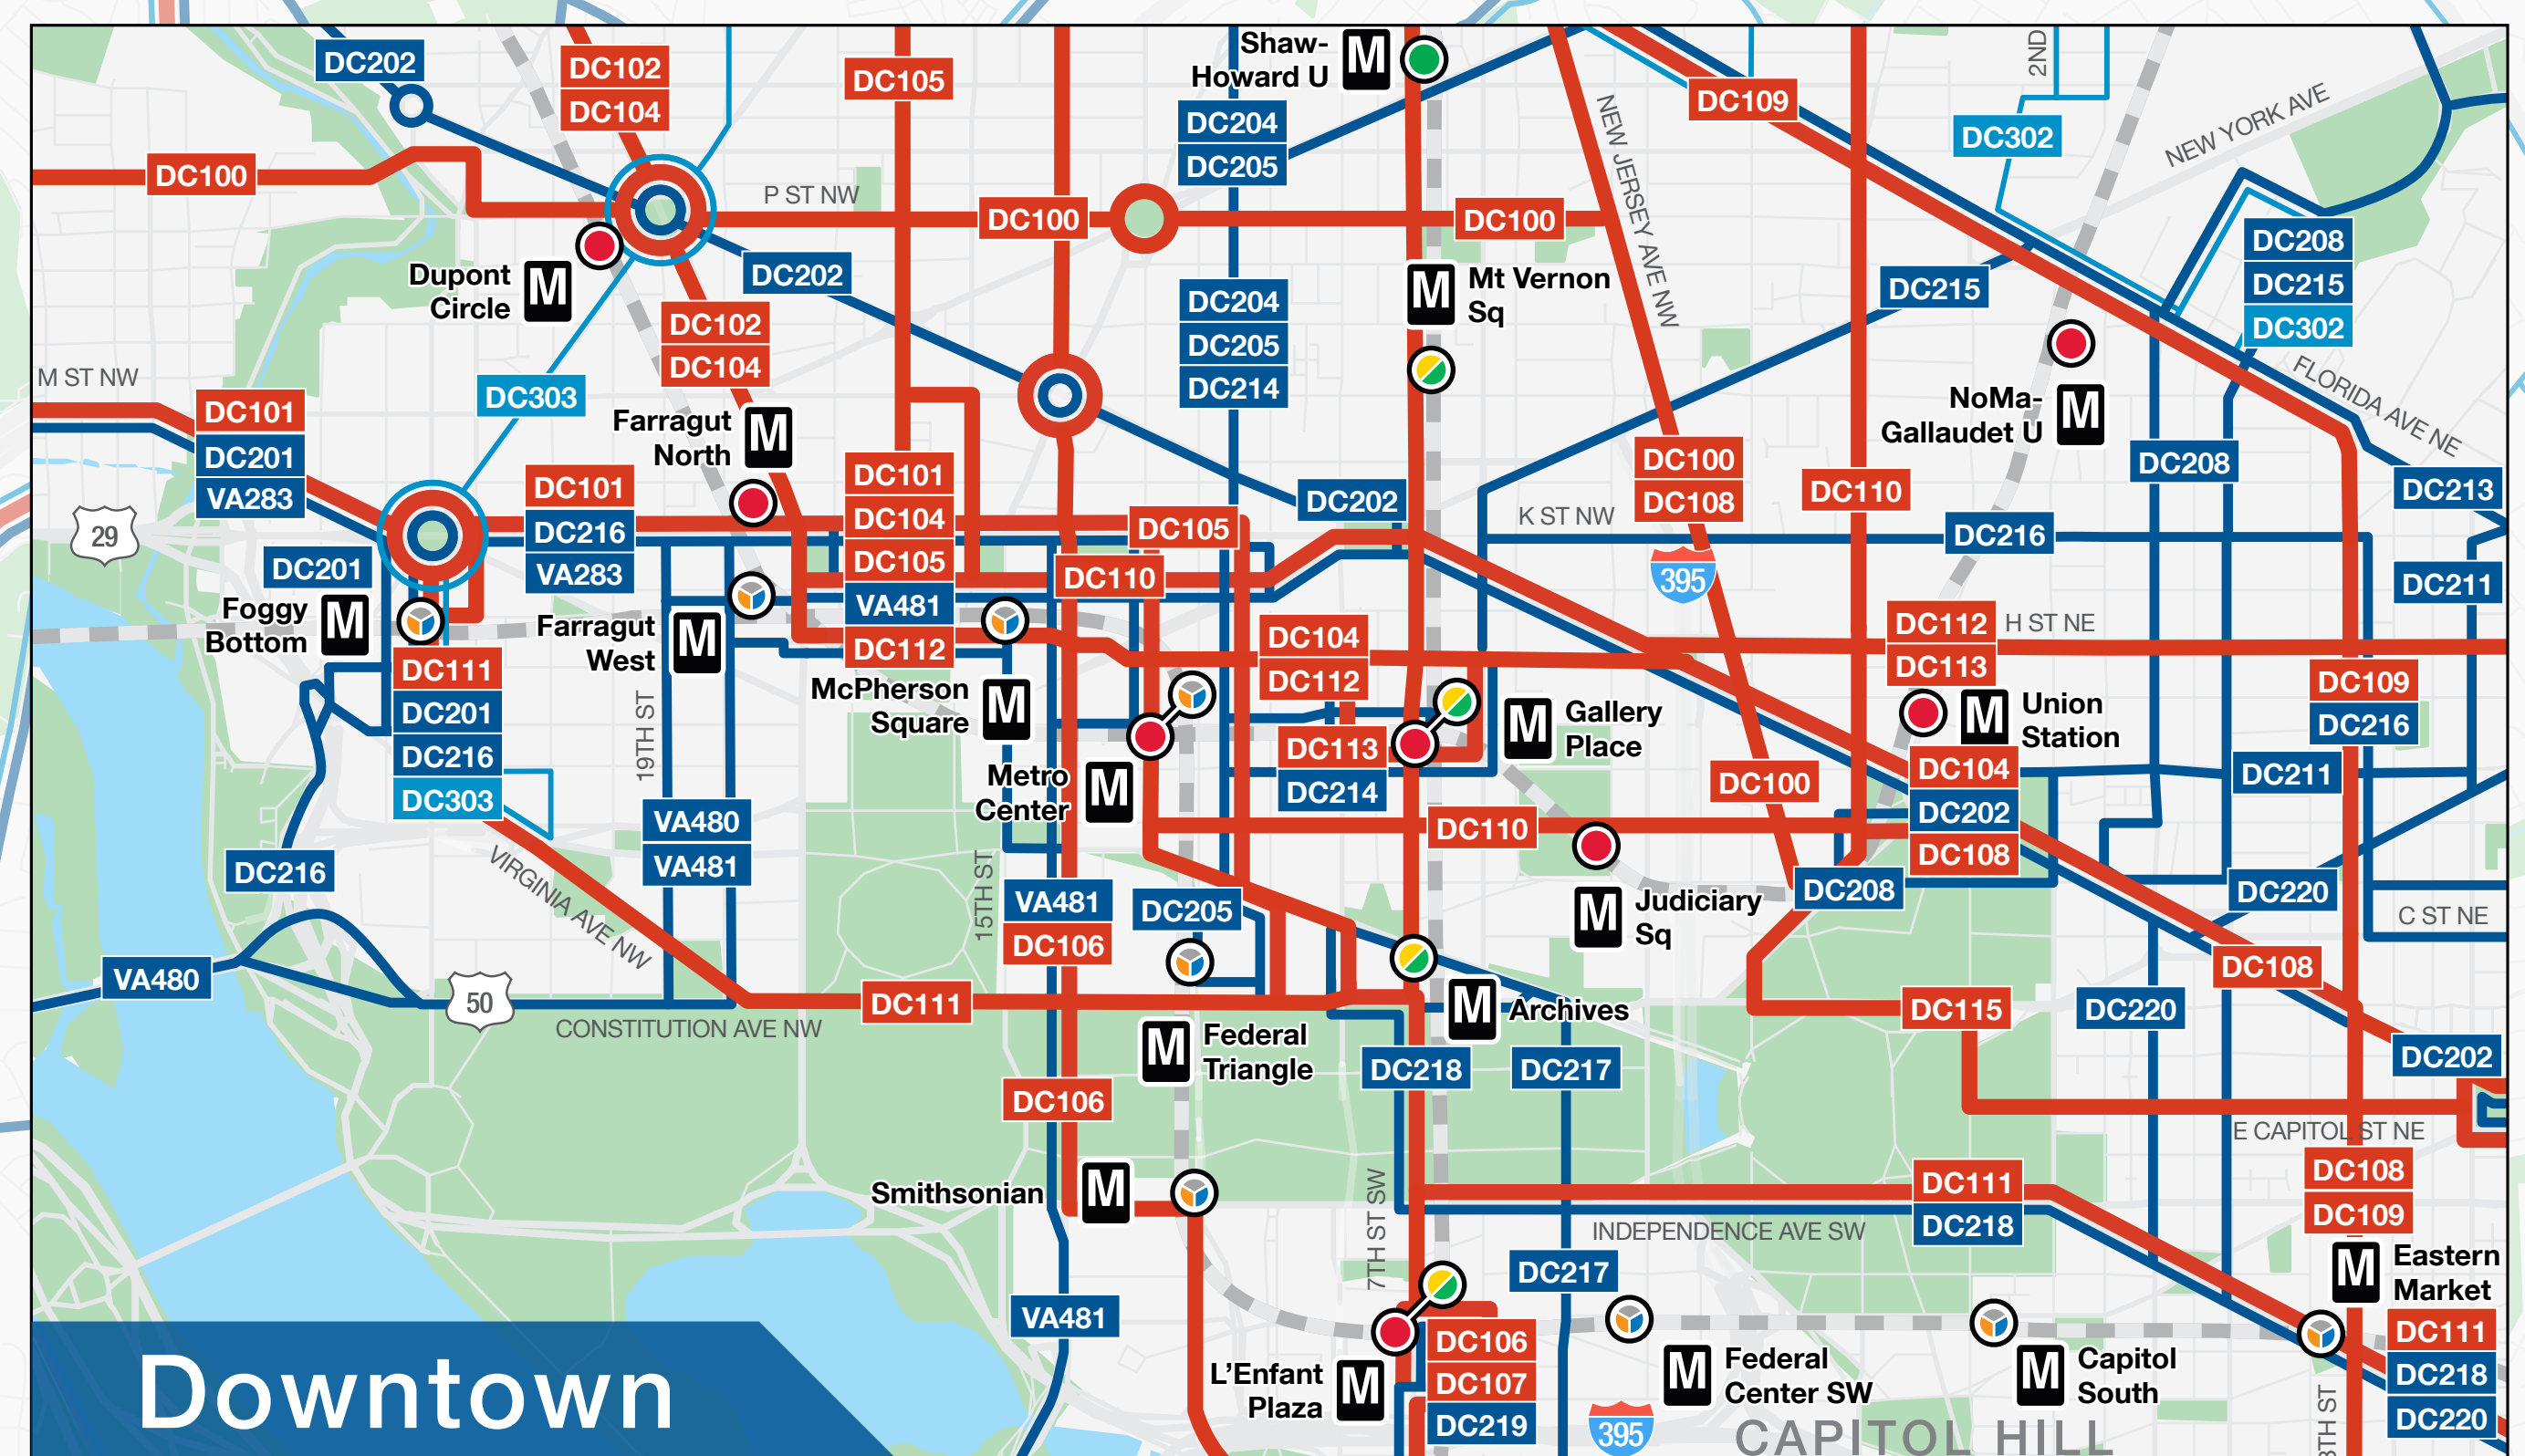 DC202
DC102
DC104
DC105
Shaw-
Howard U
M
DC204
DC205
DC109
2ND
DC302
NEW YORK AVE
NEW JERSEY AVE NW
DC100
P ST NW
DC100
DC100
DC202
Dupont
Circle
M
DC102
DC104
DC204
DC205
DC214
M
Mt Vernon
Sq
DC215
DC208
DC215
DC302
FLORIDA AVE NE
M ST NW
DC101
DC201
VA283
DC303
Farragut
North
M
NoMa-
Gallaudet U
M
DC208
DC213
29
DC101
DC216
VA283
DC101
DC104
DC105
VA481
DC112
DC105
DC110
DC202
K ST NW
DC100
DC108
DC110
395
DC216
DC211
DC201
Foggy
Bottom
M
Farragut
West
M
DC104
DC112
DC112
DC113
H ST NE
DC111
DC201
DC216
DC303
19TH ST
McPherson
Square
M
DC113
DC214
M
Gallery
Place
M
Union
Station
DC109
DC216
Metro
Center
M
DC100
DC104
DC202
DC108
DC211
VA480
VA481
DC110
DC216
VIRGINIA AVE NW
15TH ST
VA481
DC106
DC205
M
Judiciary
Sq
DC208
DC220
C ST NE
VA480
50
DC111
CONSTITUTION AVE NW
M
Archives
DC115
DC220
DC108
M
Federal
Triangle
DC218
DC217
DC202
DC106
E CAPITOL ST NE
Smithsonian
M
7TH ST SW
DC111
DC218
INDEPENDENCE AVE SW
DC108
DC109
DC217
M
Eastern
Market
VA481
Downtown
L'Enfant
Plaza
M
DC106
DC107
DC219
M
Federal
Center SW
M
Capitol
South
DC111
DC218
DC220
395
CAPITOL HILL
8TH ST